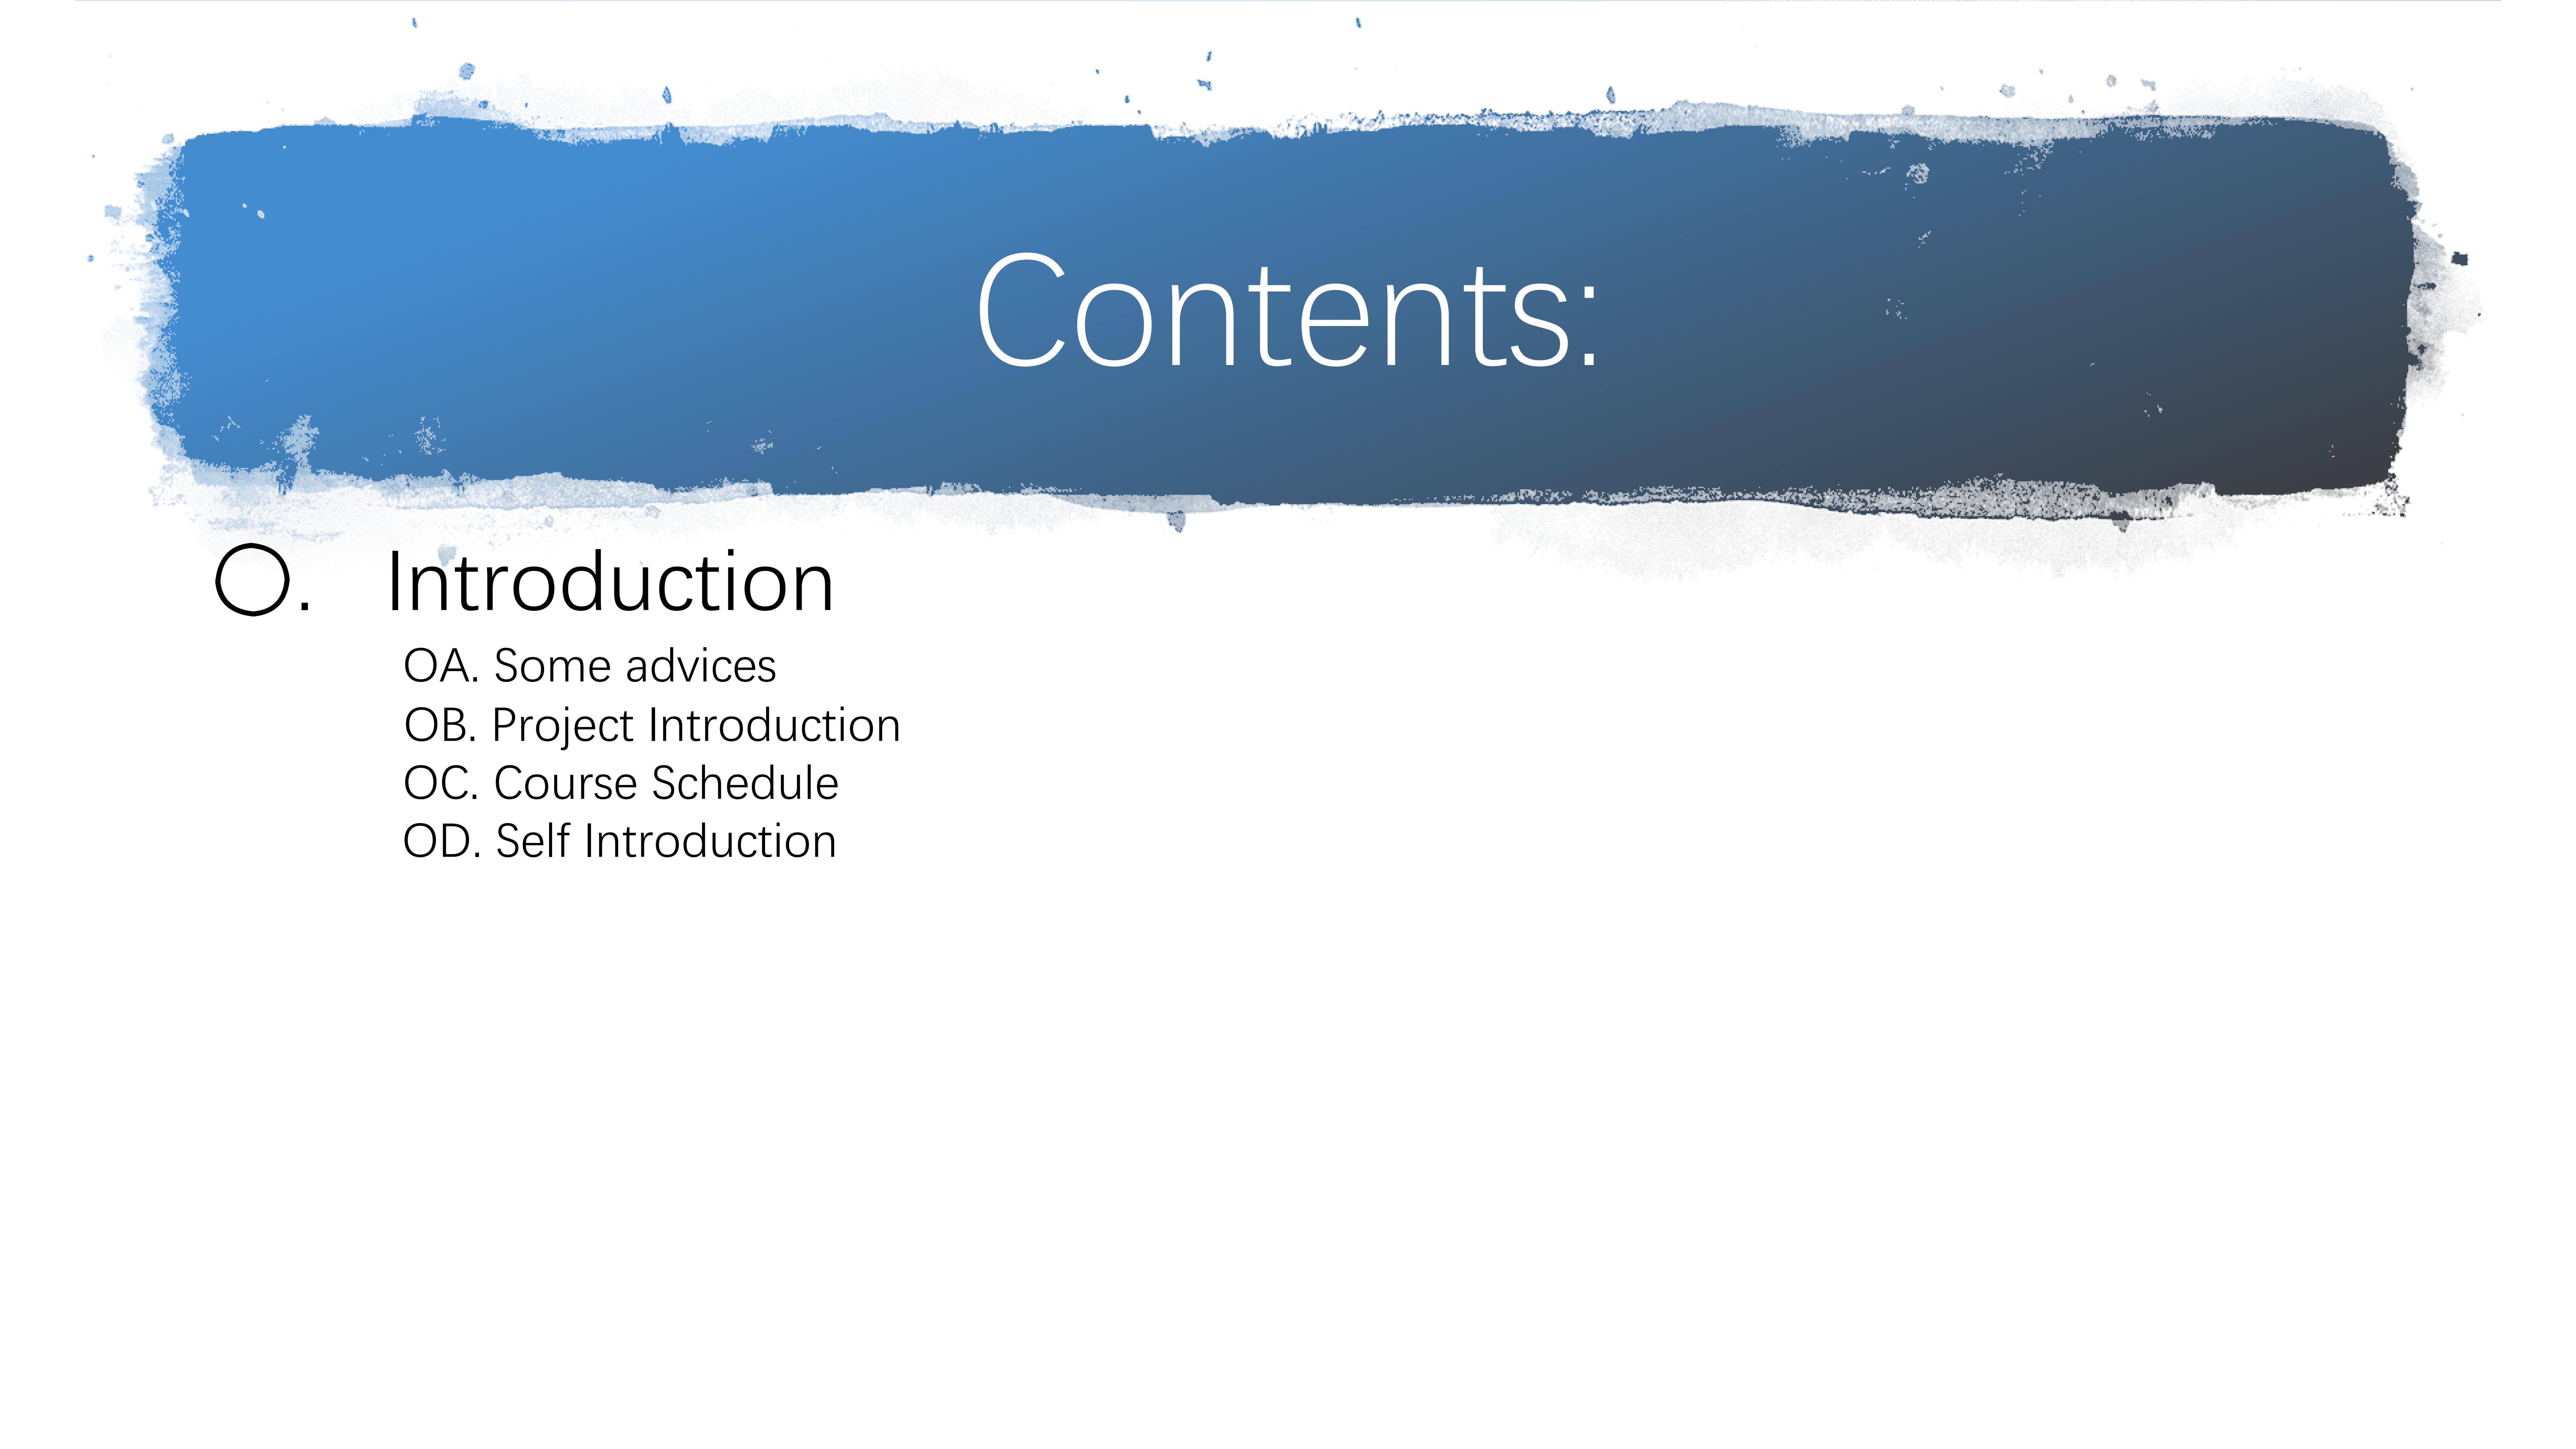 Contents:
〇. Introduction
OA. Some advices
OB. Project Introduction
OC. Course Schedule
OD. Self Introduction